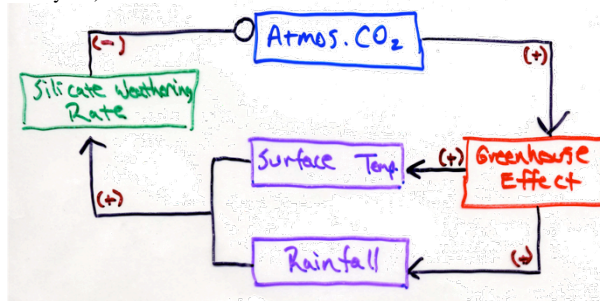 (-)
Atmos. CO₂
(+)
Silicate Weathering
Rate
Surface Temp.
(+)
Greenhouse
Effect
(+)
Rainfall
(+)